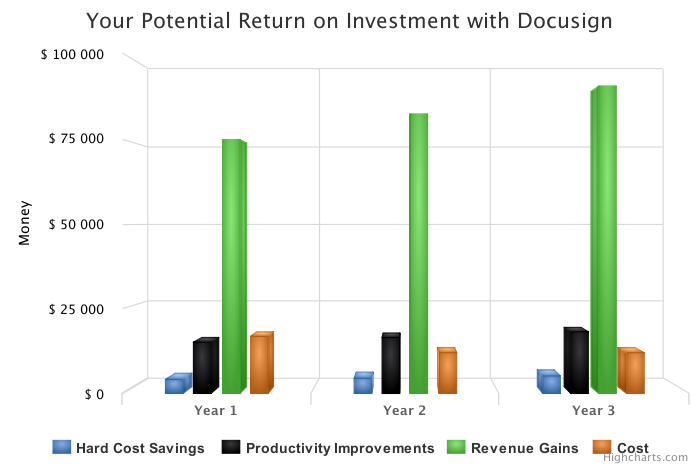 Your Potential Return on Investment with Docusign
$ 100 000
$ 75 000
$ 50 000
$ 25 000
$ 0
Money
Year 1
Year 2
Year 3
Hard Cost Savings
Productivity Improvements
Revenue Gains
Cost
Highcharts.com